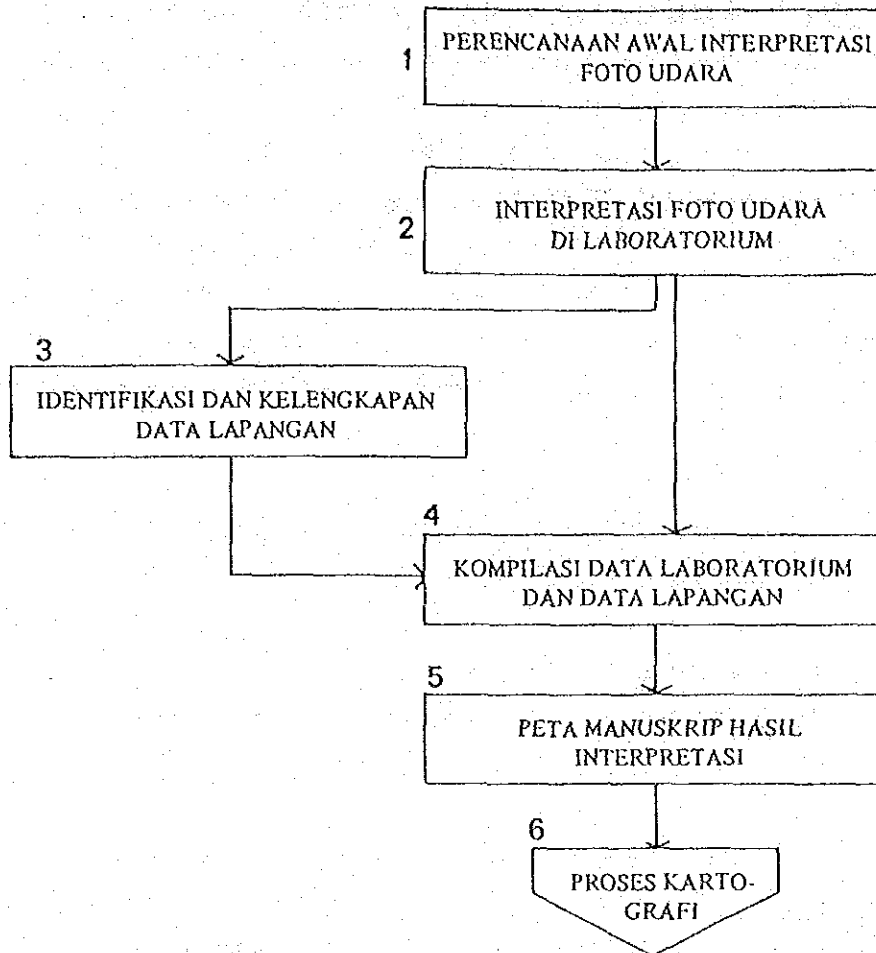 1
PERENCANAAN AWAL INTERPRETASI
FOTO UDARA
2
INTERPRETASI FOTO UDARA
DI LABORATORIUM
3
IDENTIFIKASI DAN KELENGKAPAN
DATA LAPANGAN
4
KOMPILASI DATA LABORATORIUM
DAN DATA LAPANGAN
5
PETA MANUSKRIP HASIL
INTERPRETASI
6
PROSES KARTO-
GRAFI